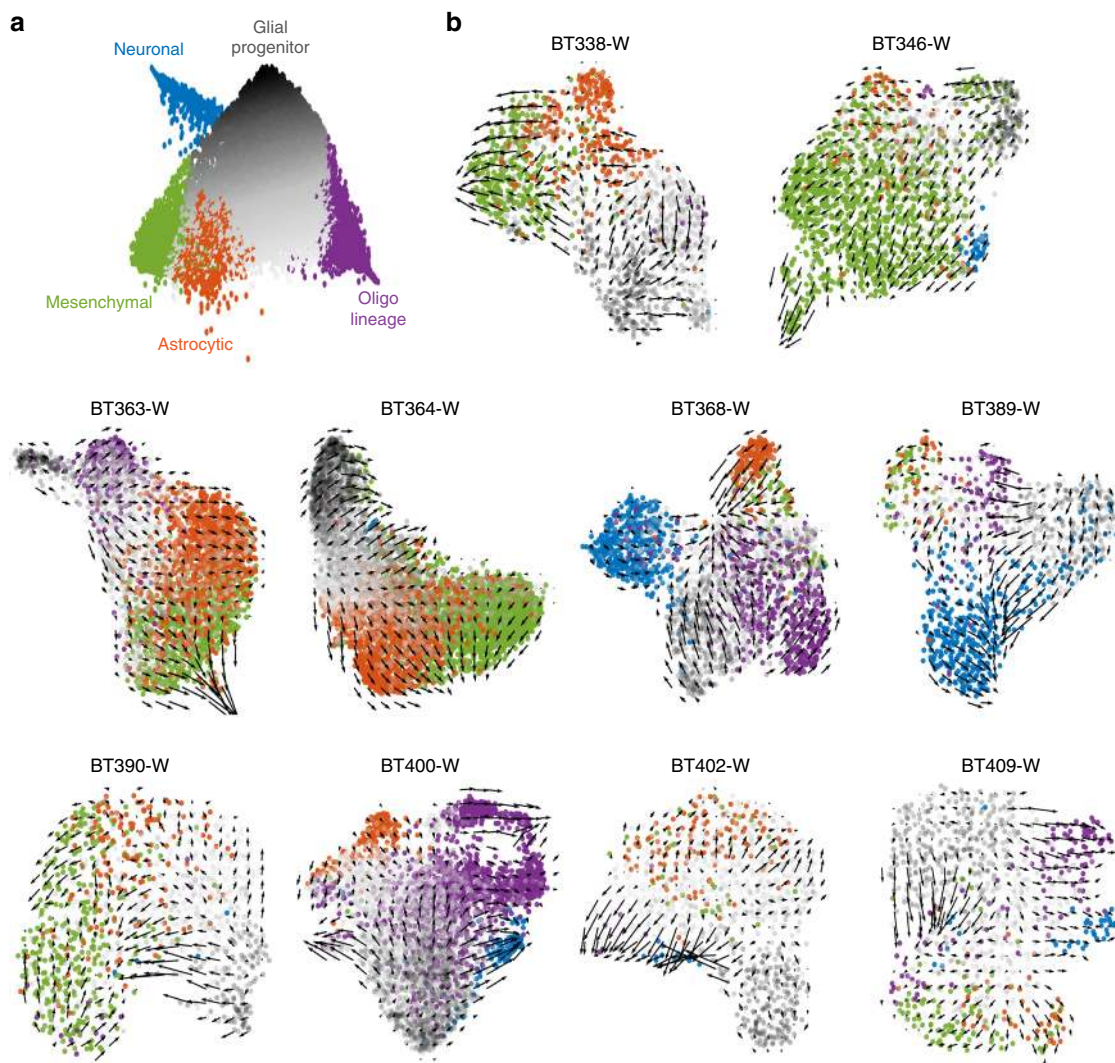 a
Neuronal
Glial
progenitor
Mesenchymal
Astrocytic
Oligo
lineage
b
BT338-W
BT346-W
BT363-W
BT364-W
BT368-W
BT389-W
BT390-W
BT400-W
BT402-W
BT409-W